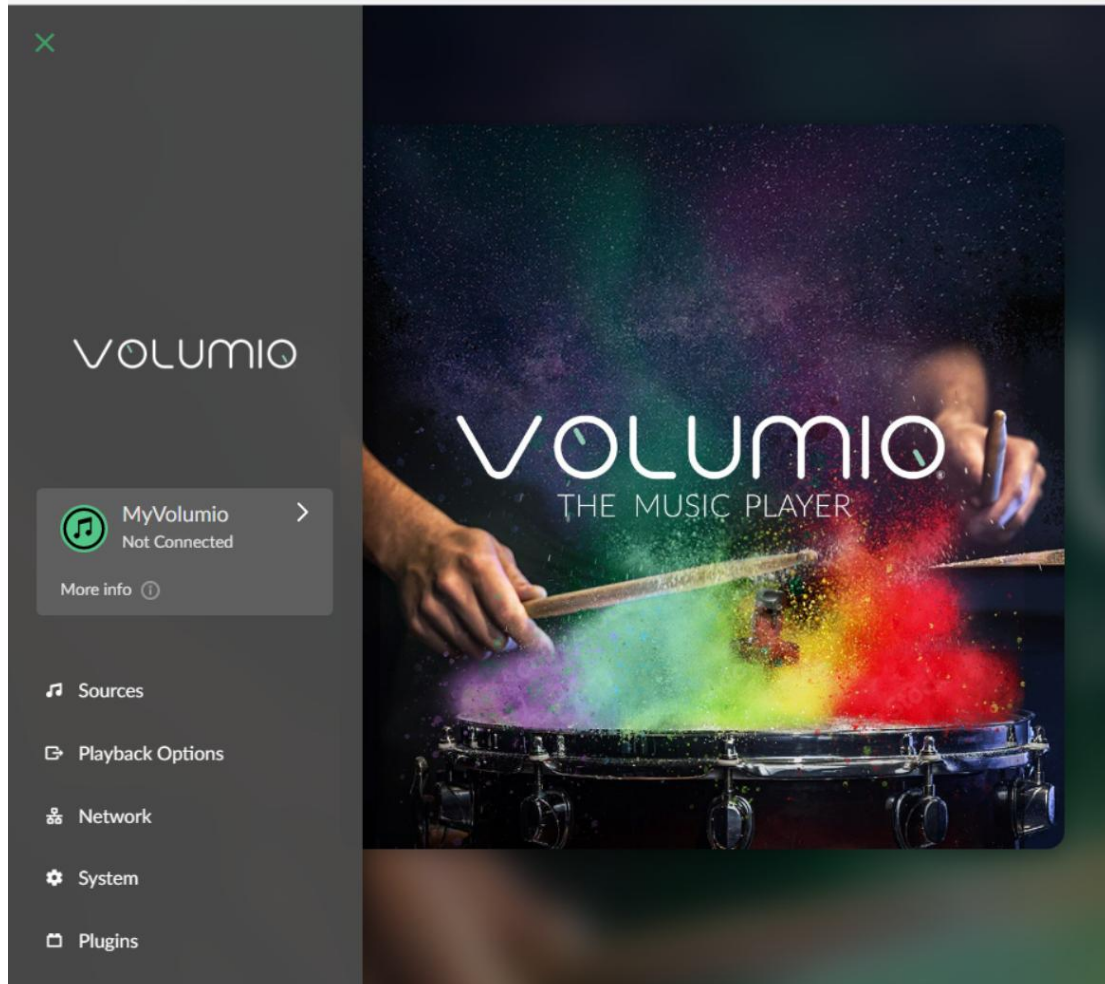 VOLUMIO
MyVolumio
Not Connected
More info
Sources
Playback Options
Network
System
Plugins
VOLUMIO
THE MUSIC PLAYER